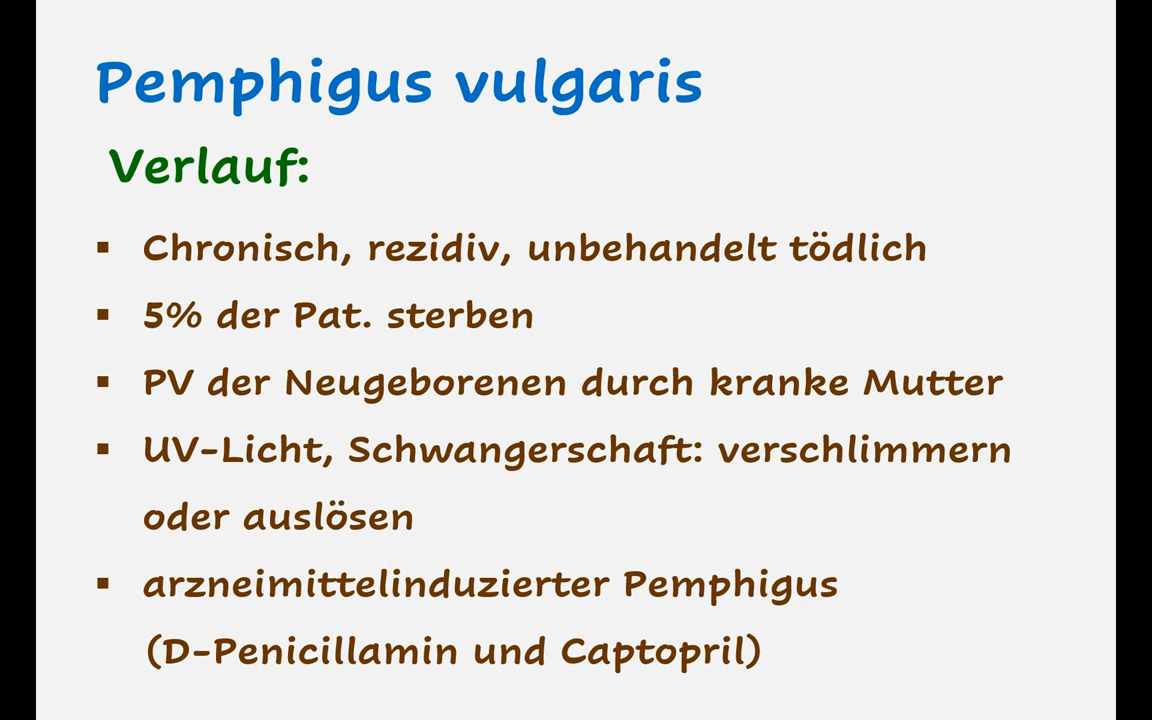 Pemphigus vulgaris
Verlauf:
▪ Chronisch, rezidiv, unbehandelt tödlich
▪ 5% der Pat. sterben
▪ PV der Neugeborenen durch kranke Mutter
▪ UV-Licht, Schwangerschaft: verschlimmern
oder auslösen
▪ arzneimittelinduzierter Pemphigus
(D-Penicillamin und Captopril)